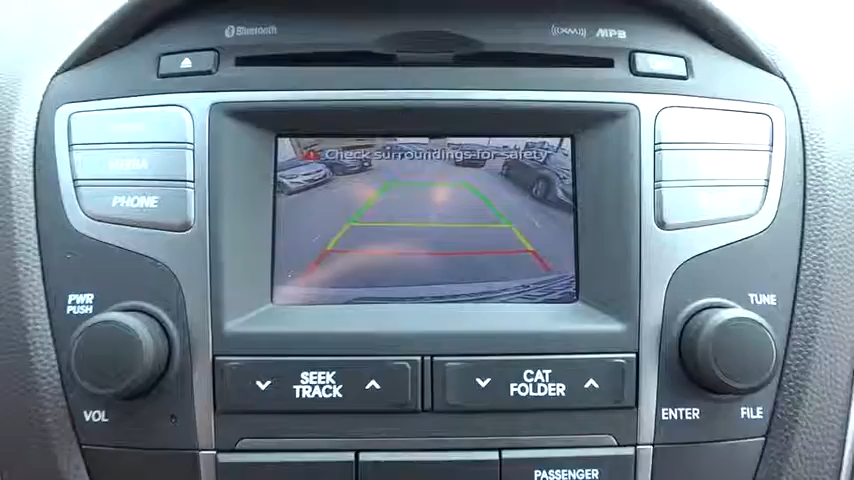 Bluetooth
((XM)) MP3
Check surroundings for safety
MEDIA
PHONE
PWR
PUSH
TUNE
SEEK
TRACK
CAT
FOLDER
VOL
ENTER
FILE
PASSENGER